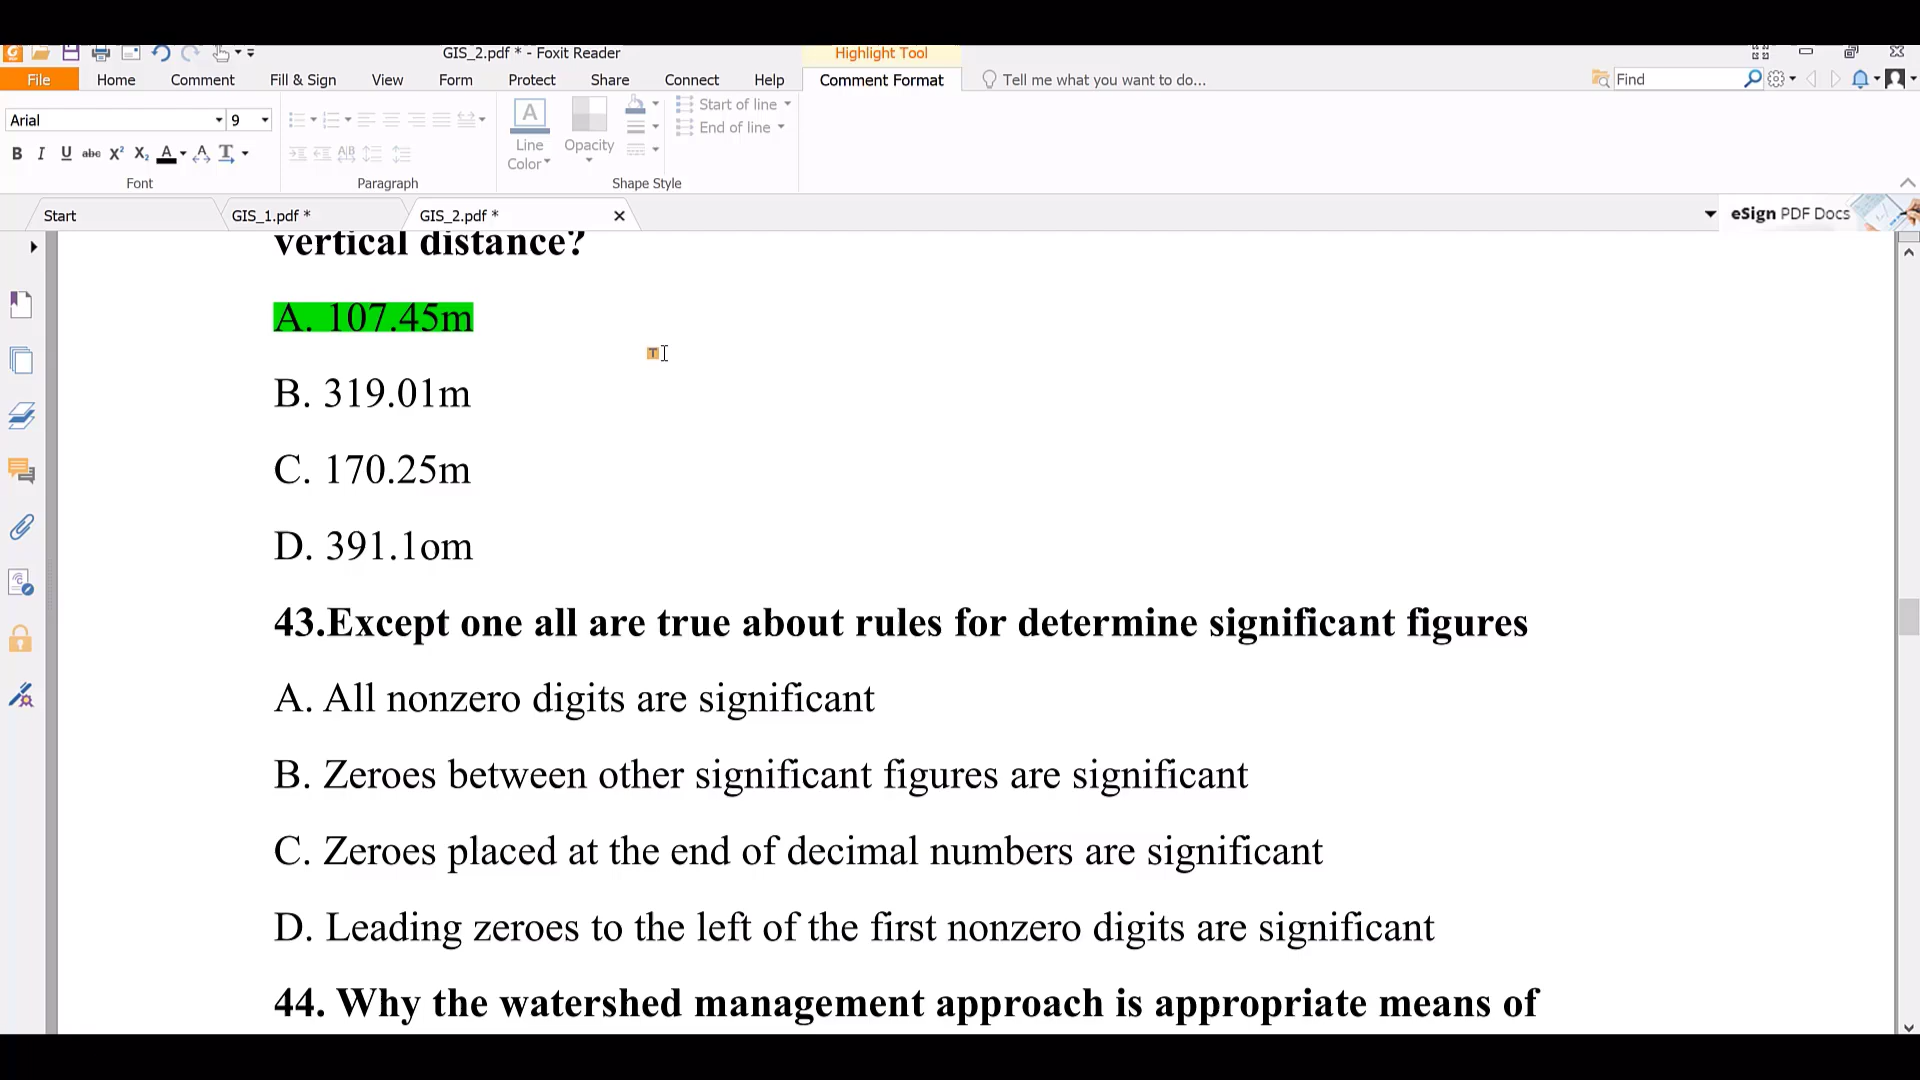 GIS_2.pdf * - Foxit Reader
Highlight Tool
File
Home
Comment
Fill & Sign
View
Form
Protect
Share
Connect
Help
Comment Format
Tell me what you want to do...
Find
Arial
9
B I U abc X² X₂ A
Font
Paragraph
Line
Color
Opacity
Start of line
End of line
Shape Style
Start
GIS_1.pdf *
GIS_2.pdf *
eSign PDF Docs
vertical distance?
A. 107.45m
B. 319.01m
C. 170.25m
D. 391.1om
43.Except one all are true about rules for determine significant figures
A. All nonzero digits are significant
B. Zeroes between other significant figures are significant
C. Zeroes placed at the end of decimal numbers are significant
D. Leading zeroes to the left of the first nonzero digits are significant
44. Why the watershed management approach is appropriate means of